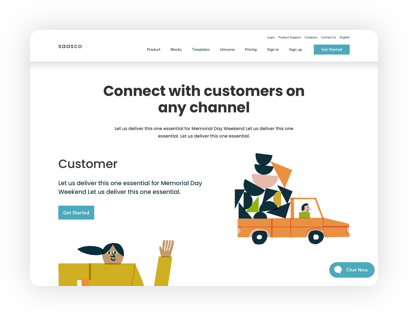 Login Product Support Company Contact Us English
saasco
Product Blocks Templates Universe Pricing Sign in Sign up Get Started
Connect with customers on
any channel
Let us deliver this one essential for Memorial Day Weekend Let us deliver this one
essential. Let us deliver this one essential.
Customer
Let us deliver this one essential for Memorial Day
Weekend Let us deliver this one essential.
Get Started
Chat Now